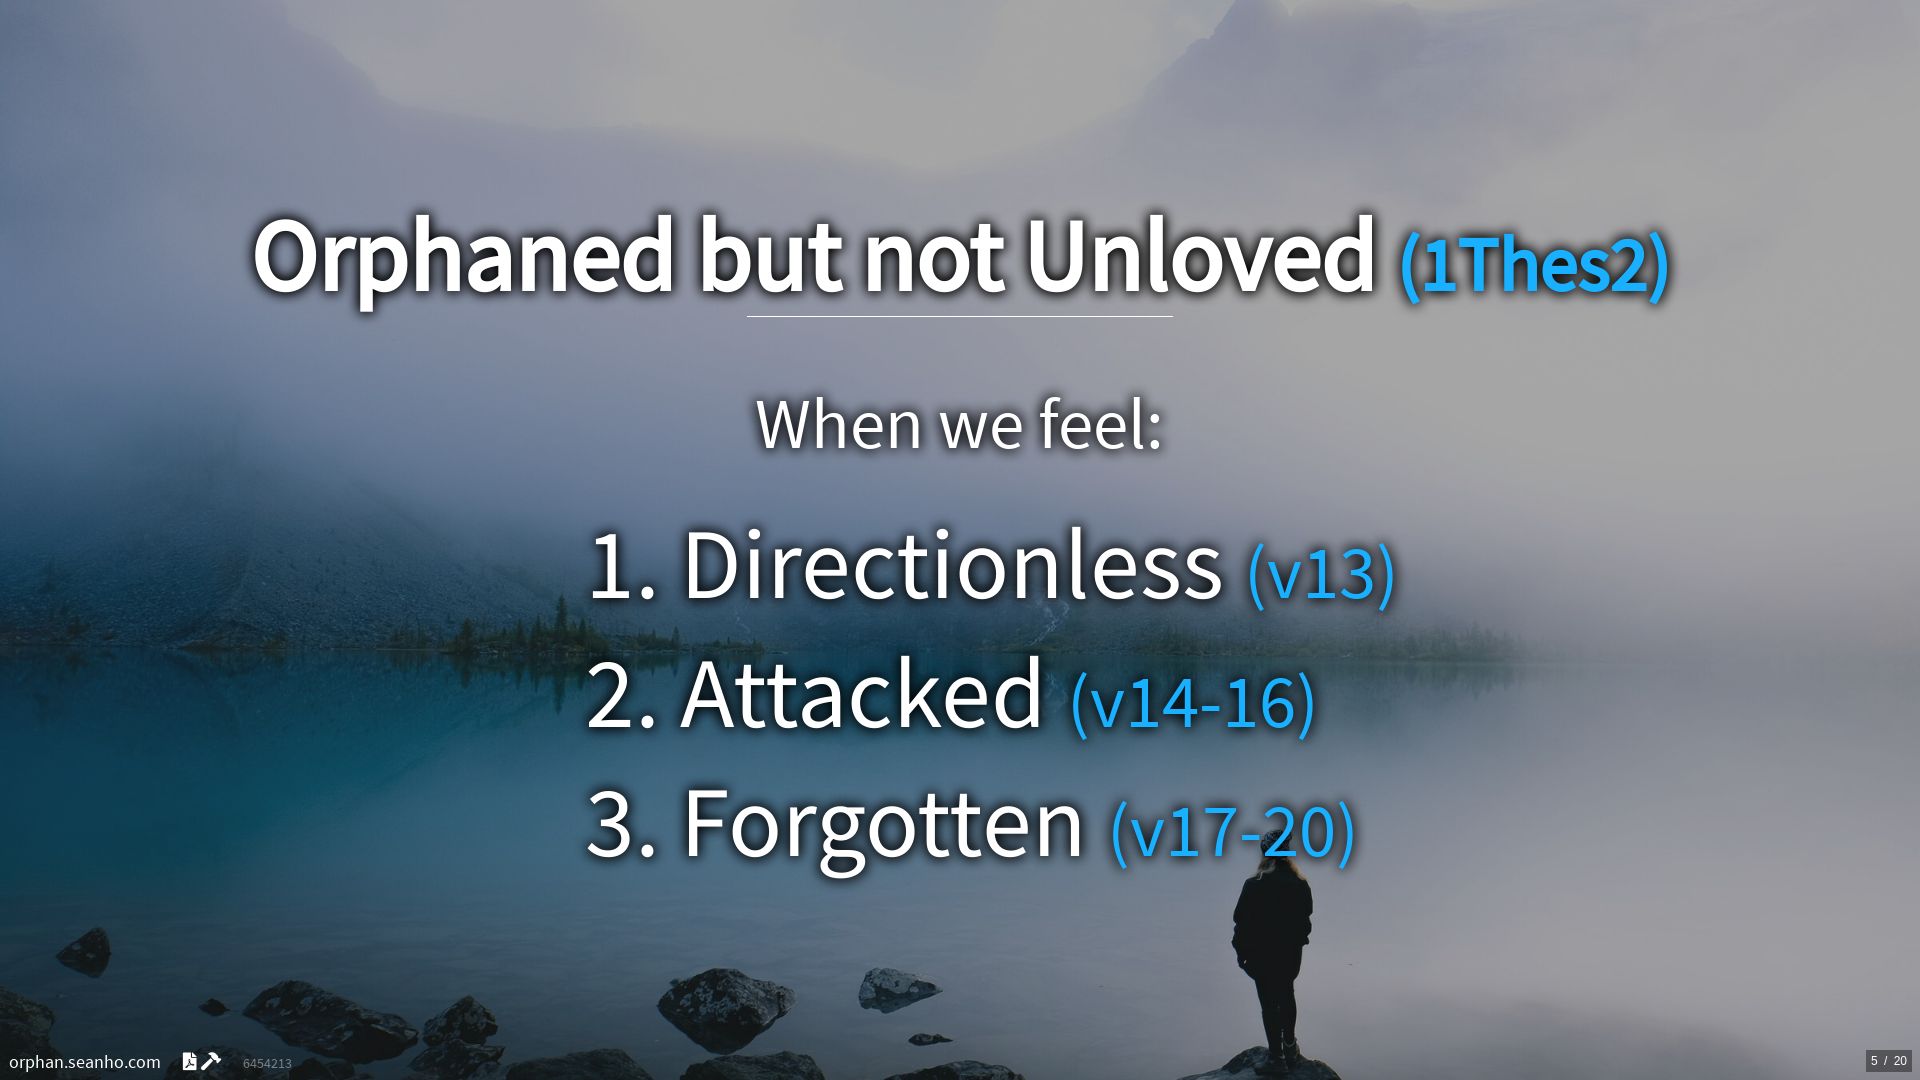 Orphaned but not Unloved (1Thes2)
When we feel:
1. Directionless (v13)
2. Attacked (v14-16)
3. Forgotten (v17-20)
orphan.seanho.com 6454213
5 / 20